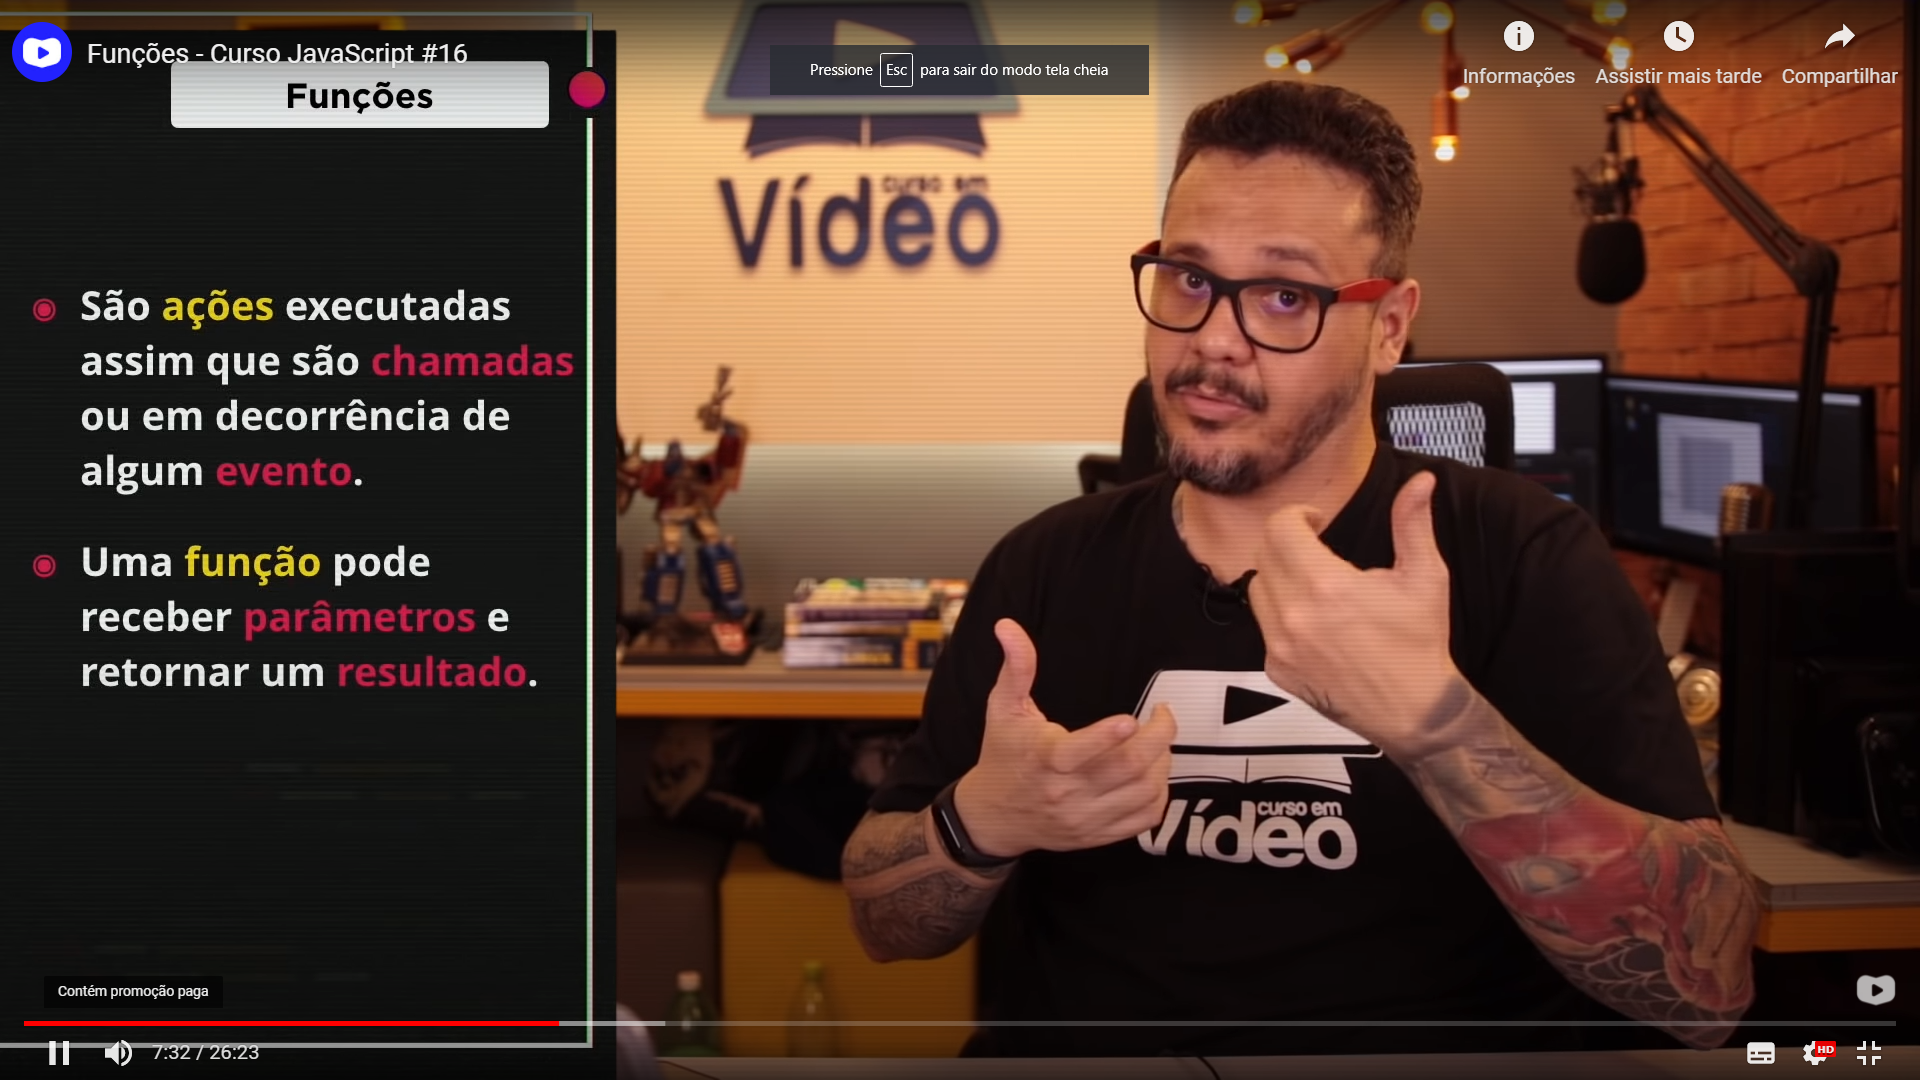 Funções - Curso JavaScript #16
Pressione Esc para sair do modo tela cheia
Informações
Assistir mais tarde
Compartilhar
Funções
curso em
Vídeo
São ações executadas
assim que são chamadas
ou em decorrência de
algum evento.
Uma função pode
receber parâmetros e
retornar um resultado.
curso em
Vídeo
Contém promoção paga
7:32 / 26:23
HD